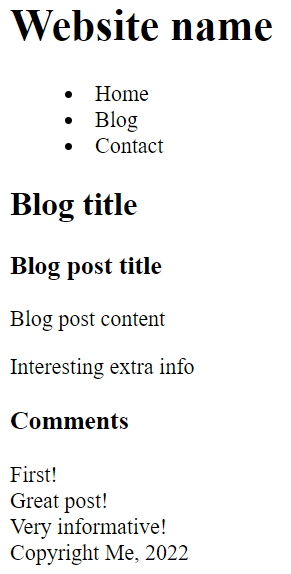 Website name
Home
Blog
Contact
Blog title
Blog post title
Blog post content
Interesting extra info
Comments
First!
Great post!
Very informative!
Copyright Me, 2022